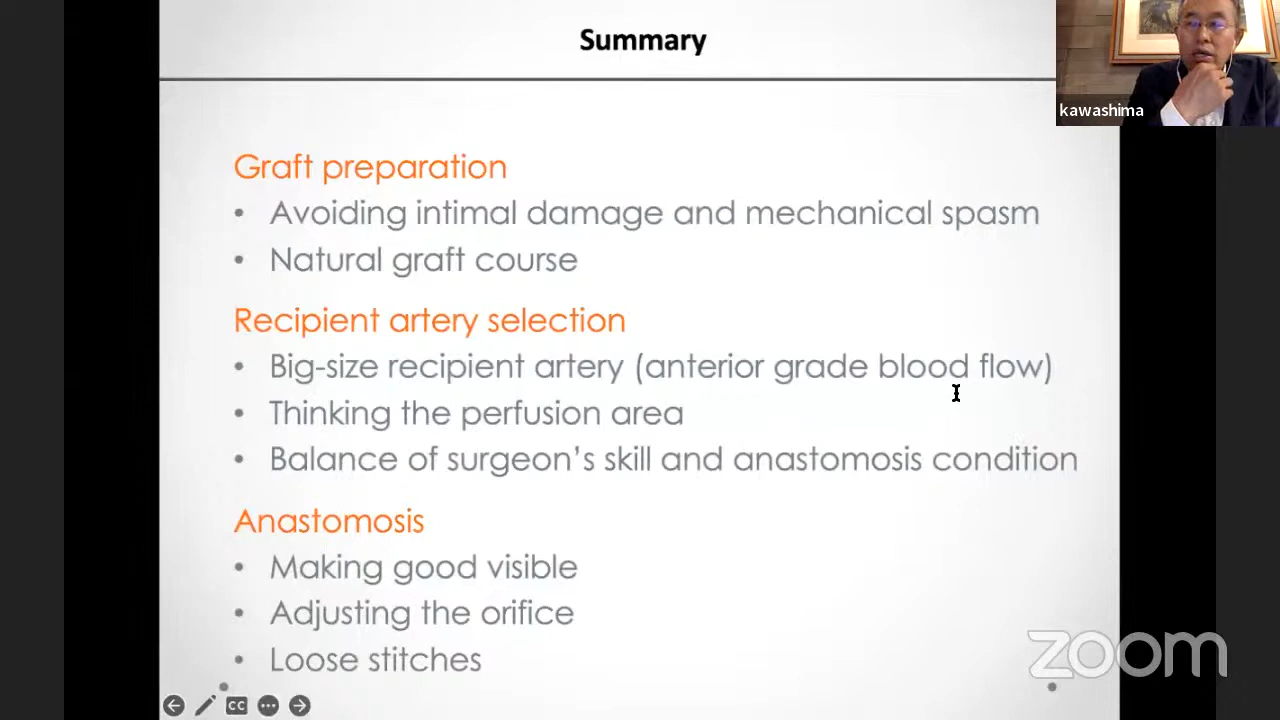 Summary
kawashima
Graft preparation
• Avoiding intimal damage and mechanical spasm
• Natural graft course
Recipient artery selection
• Big-size recipient artery (anterior grade blood flow)
• Thinking the perfusion area
• Balance of surgeon's skill and anastomosis condition
Anastomosis
• Making good visible
• Adjusting the orifice
• Loose stitches
zoom
CC